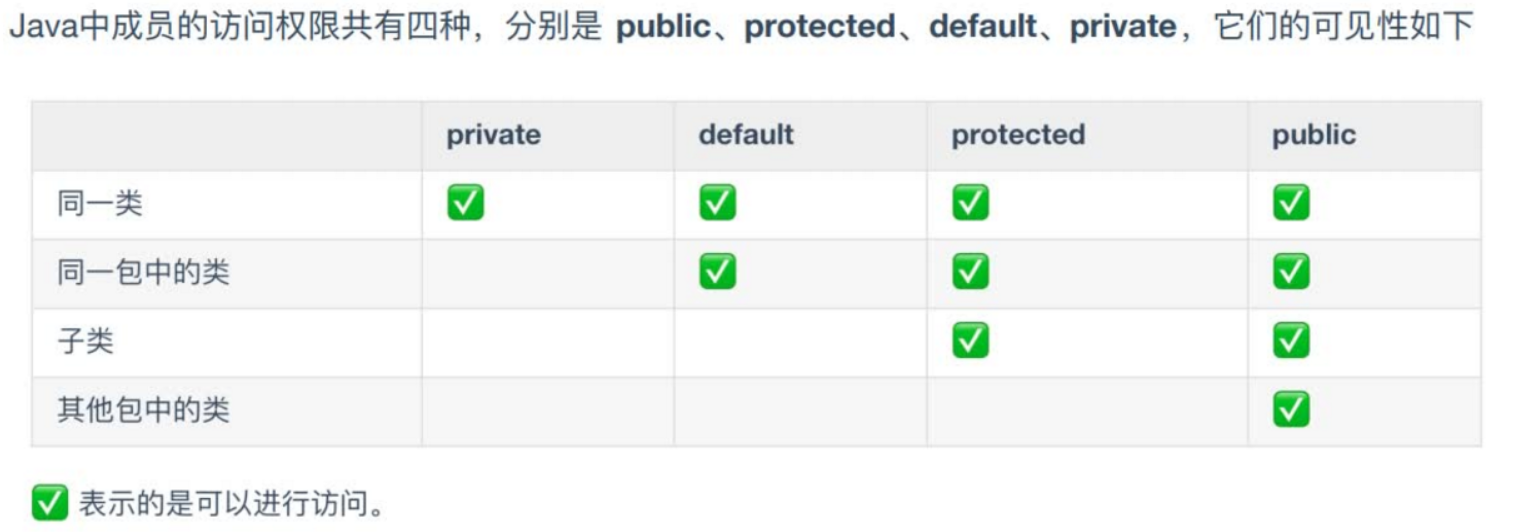 Java中成员的访问权限共有四种，分别是 public、protected、default、private，它们的可见性如下
private default protected public
同一类 ✅ ✅ ✅ ✅
同一包中的类 ✅ ✅ ✅
子类 ✅ ✅
其他包中的类 ✅
✅ 表示的是可以进行访问。